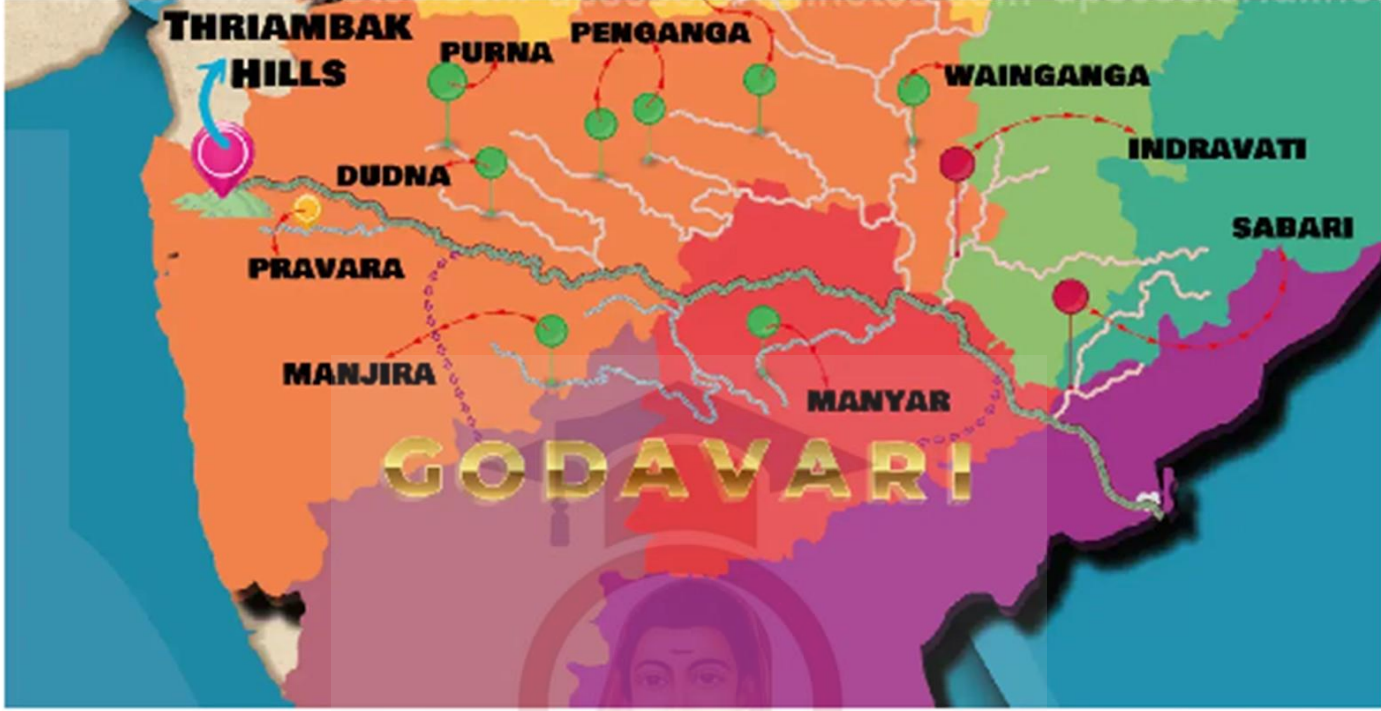 THRIAMBAK
HILLS
PURNA
PENGANGA
WAINGANGA
INDRAVATI
DUDNA
SABARI
PRAVARA
MANJIRA
MANYAR
GODAVARI